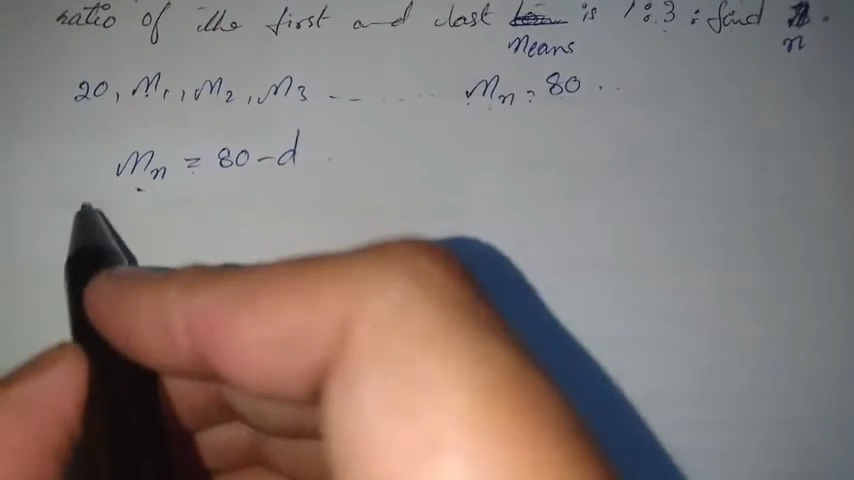 ratio of the first and last is 1:3 : find
Means n
20, M1, M2, M3 -- ...... Mn, 80 ..
Mn = 80 - d